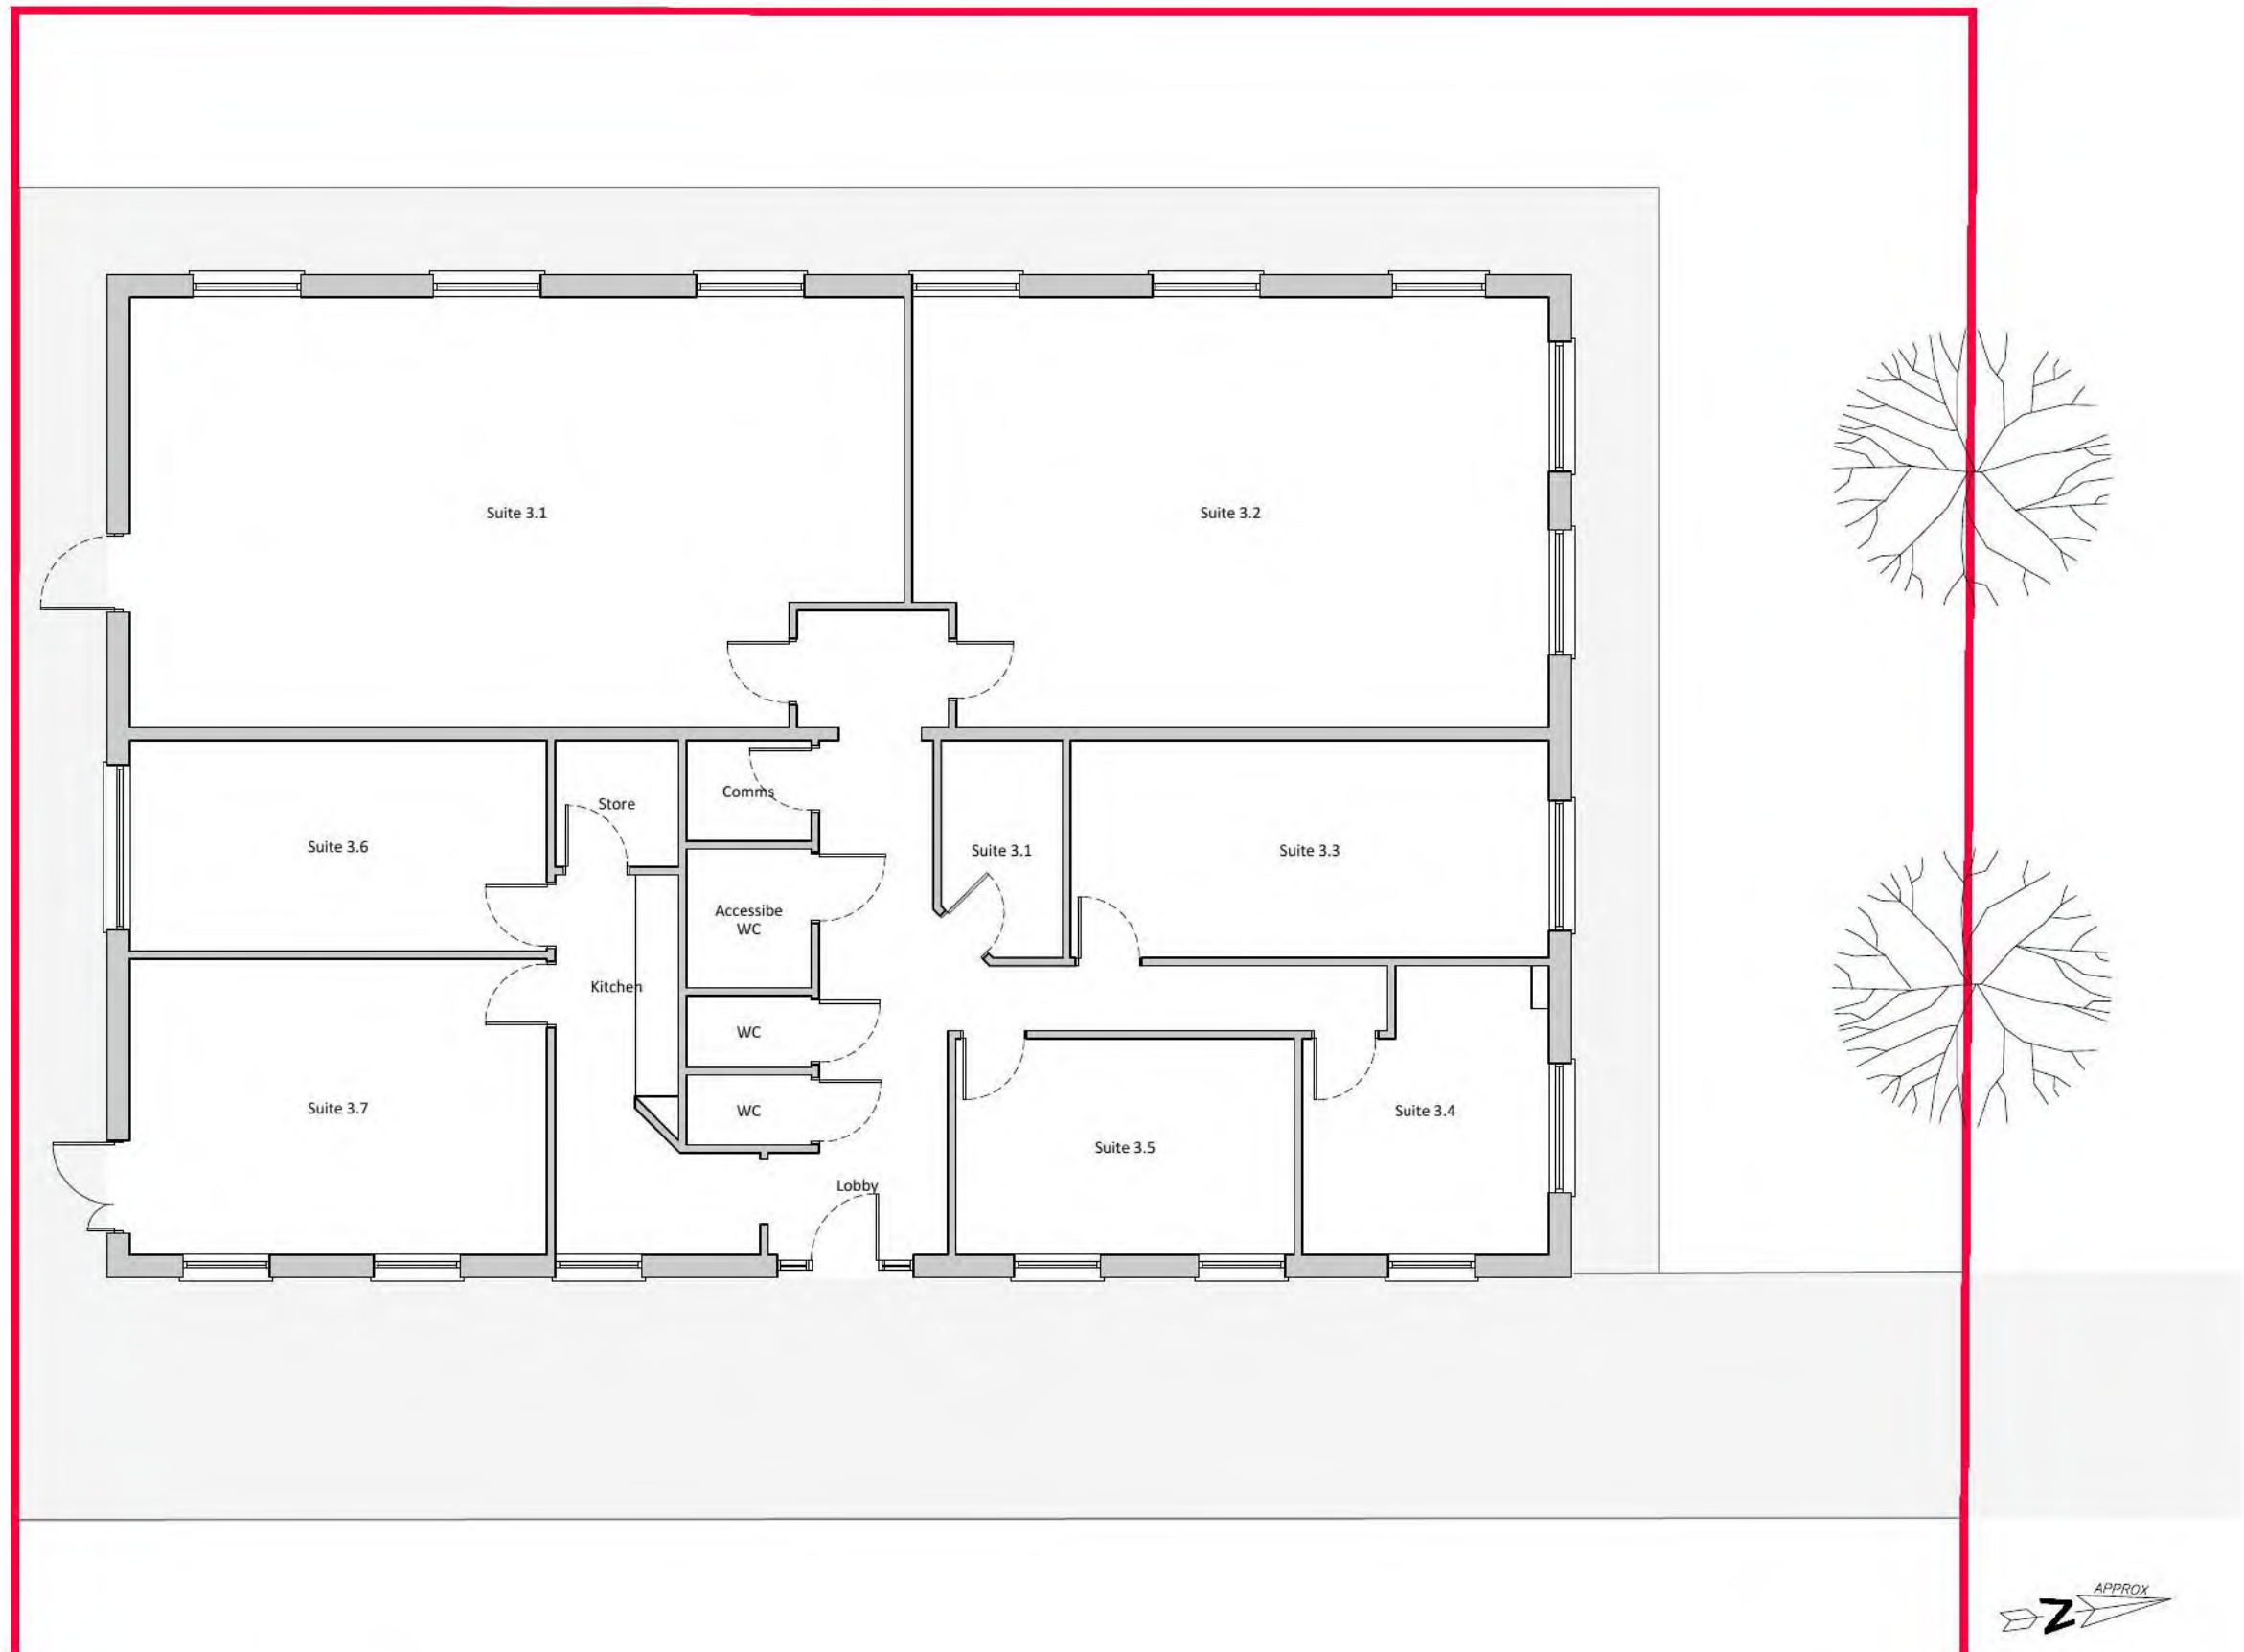 Suite 3.1
Suite 3.2
Store
Comms
Suite 3.6
Suite 3.1
Suite 3.3
Accessibe
WC
Kitchen
WC
Suite 3.7
WC
Suite 3.4
Suite 3.5
Lobby
APPROX
N